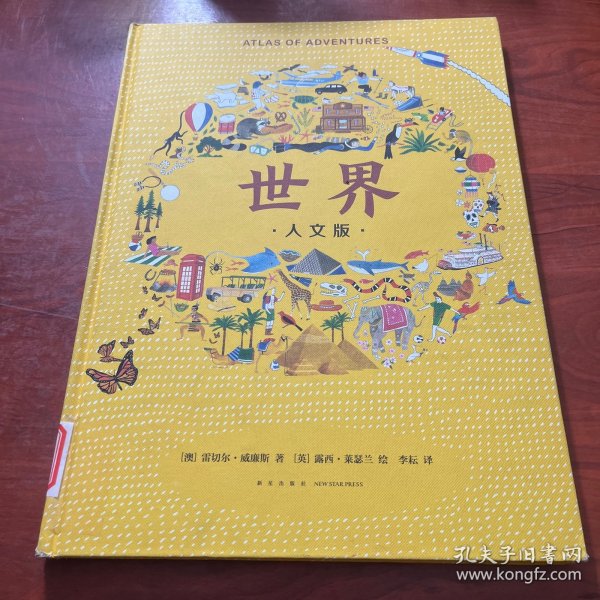 ATLAS OF ADVENTURES
世界
·人文版·
[澳] 雷切尔·威廉斯 著 [英] 露西·莱瑟兰 绘 李耘 译
新星出版社 NEW STAR PRESS
孔夫子旧书网
www.kongfz.com